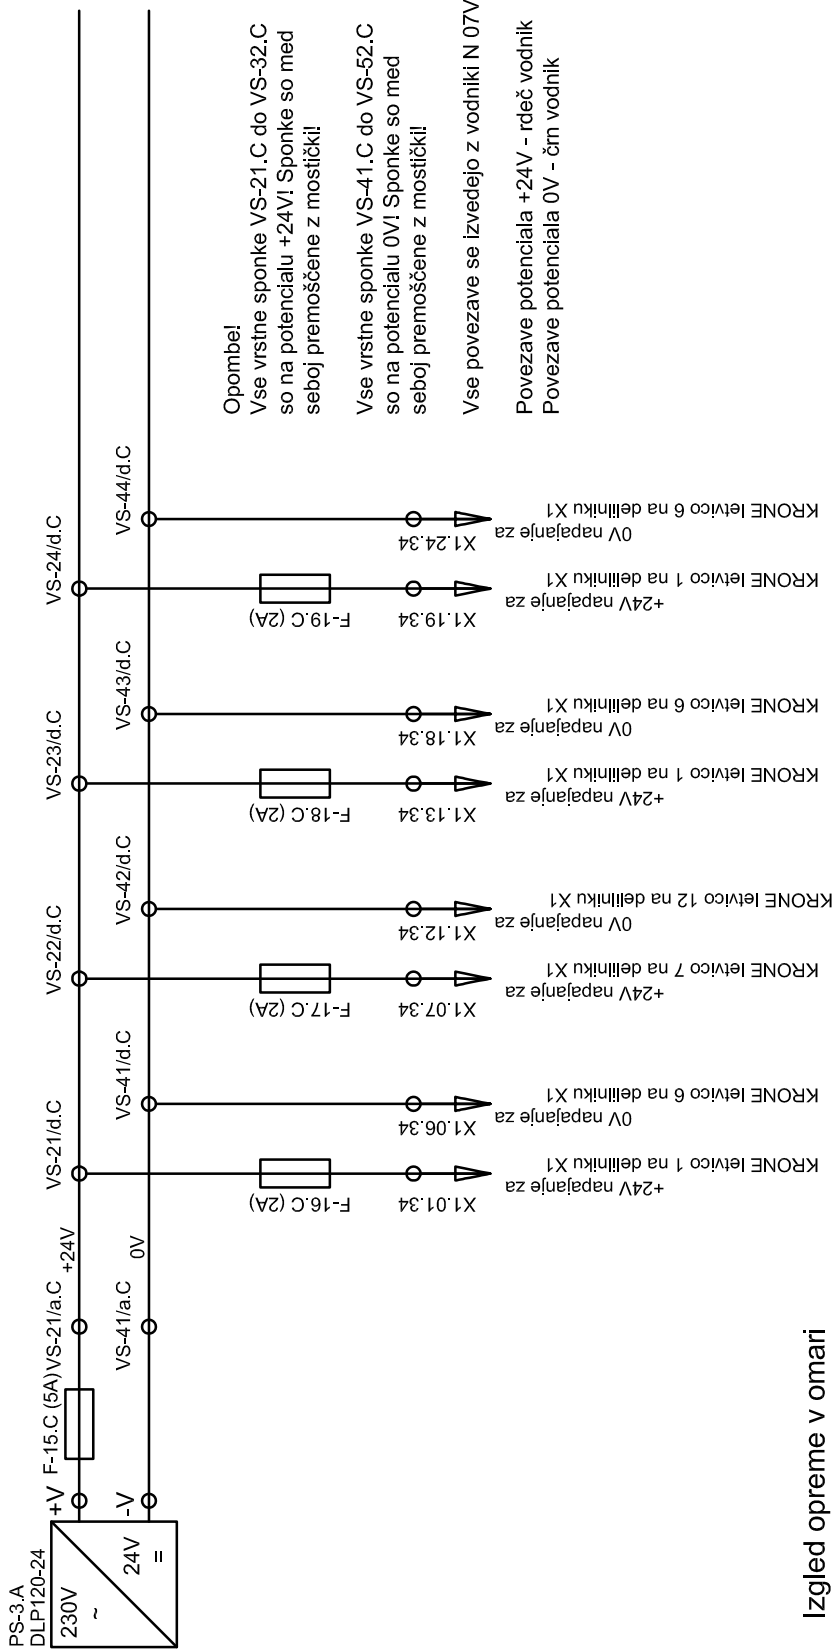 PS-3.A
DLP120-24
230V
~
24V
=
+V
-V
F-15.C (5A)
VS-21/a.C
VS-41/a.C
+24V
0V
VS-21/d.C
VS-41/d.C
VS-22/d.C
VS-42/d.C
VS-23/d.C
VS-43/d.C
VS-24/d.C
VS-44/d.C
F-16.C (2A)
F-17.C (2A)
F-18.C (2A)
F-19.C (2A)
X1.01.34
X1.06.34
X1.07.34
X1.12.34
X1.13.34
X1.18.34
X1.19.34
X1.24.34
+24V napajanje za
KRONE letvico 1 na delilniku X1
0V napajanje za
KRONE letvico 6 na delilniku X1
+24V napajanje za
KRONE letvico 7 na delilniku X1
0V napajanje za
KRONE letvico 12 na delilniku X1
+24V napajanje za
KRONE letvico 1 na delilniku X1
0V napajanje za
KRONE letvico 6 na delilniku X1
+24V napajanje za
KRONE letvico 1 na delilniku X1
0V napajanje za
KRONE letvico 6 na delilniku X1
Opombe!
Vse vrstne sponke VS-21.C do VS-32.C
so na potencialu +24V! Sponke so med
seboj premoščene z mostički!
Vse vrstne sponke VS-41.C do VS-52.C
so na potencialu 0V! Sponke so med
seboj premoščene z mostički!
Vse povezave se izvedejo z vodniki N 07V
Povezave potenciala +24V - rdeč vodnik
Povezave potenciala 0V - črn vodnik
Izgled opreme v omari